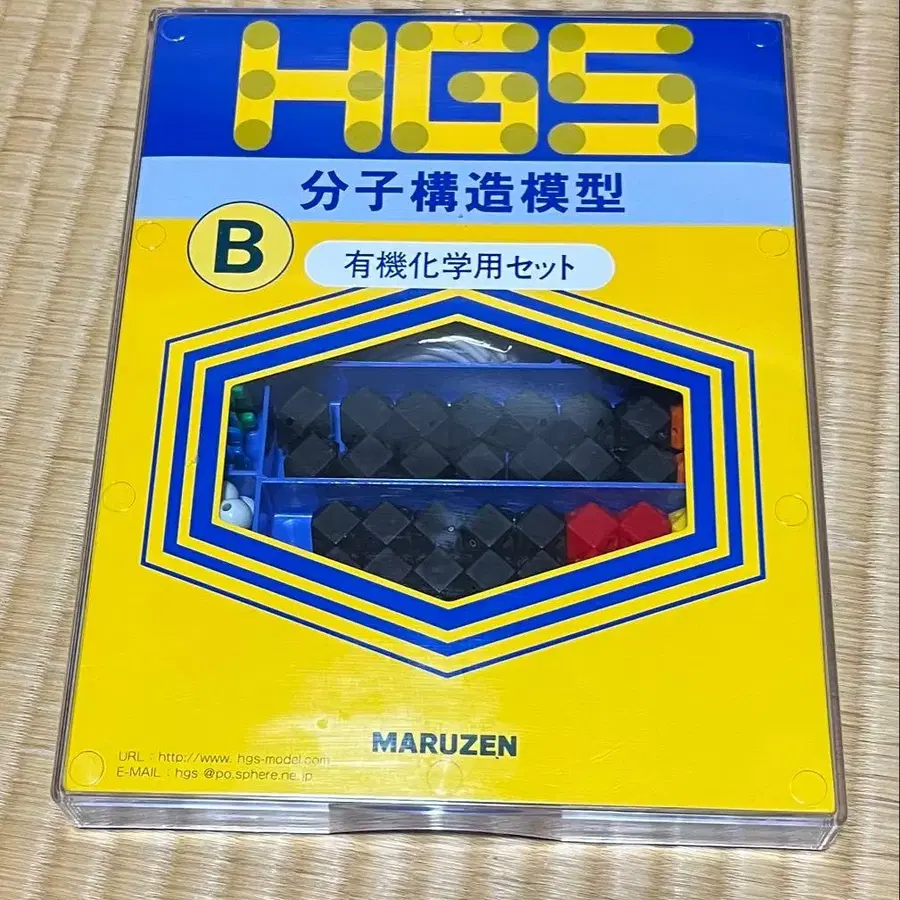 HGS
分子構造模型
B
有機化学用セット
MARUZEN
URL : http://www. hgs-model.com
E-MAIL : hgs @po.sphere.ne.jp